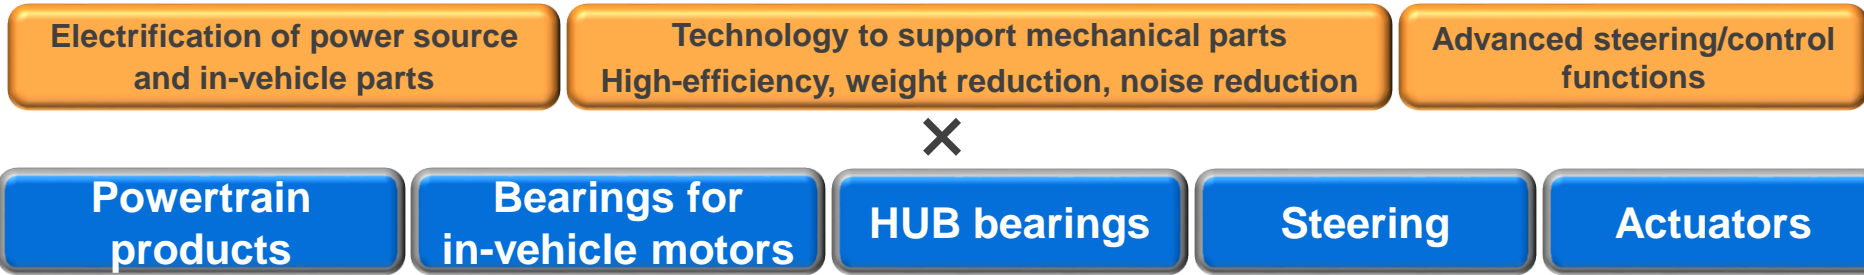 Electrification of power source
and in-vehicle parts
Technology to support mechanical parts
High-efficiency, weight reduction, noise reduction
Advanced steering/control
functions
×
Powertrain
products
Bearings for
in-vehicle motors
HUB bearings
Steering
Actuators